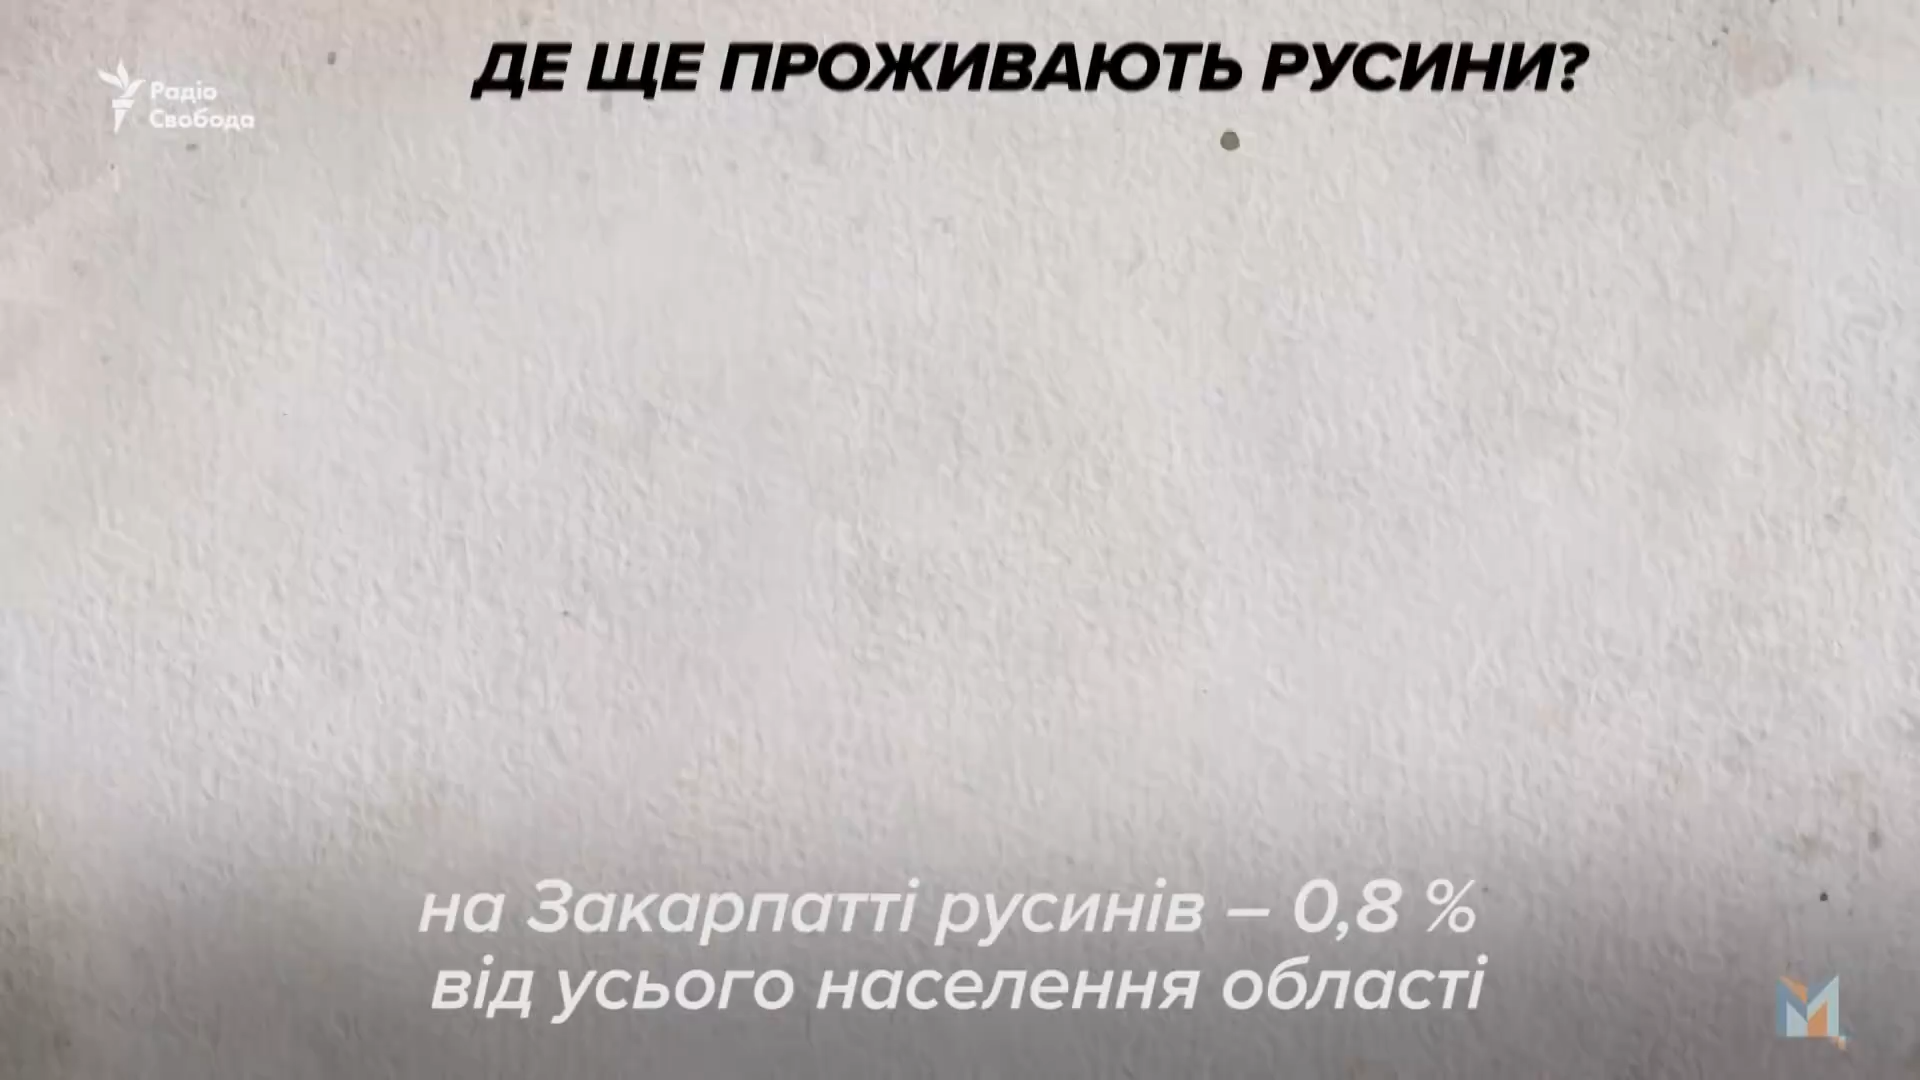 ДЕ ЩЕ ПРОЖИВАЮТЬ РУСИНИ?
Радіо
Свобода
на Закарпатті русинів – 0,8 %
від усього населення області